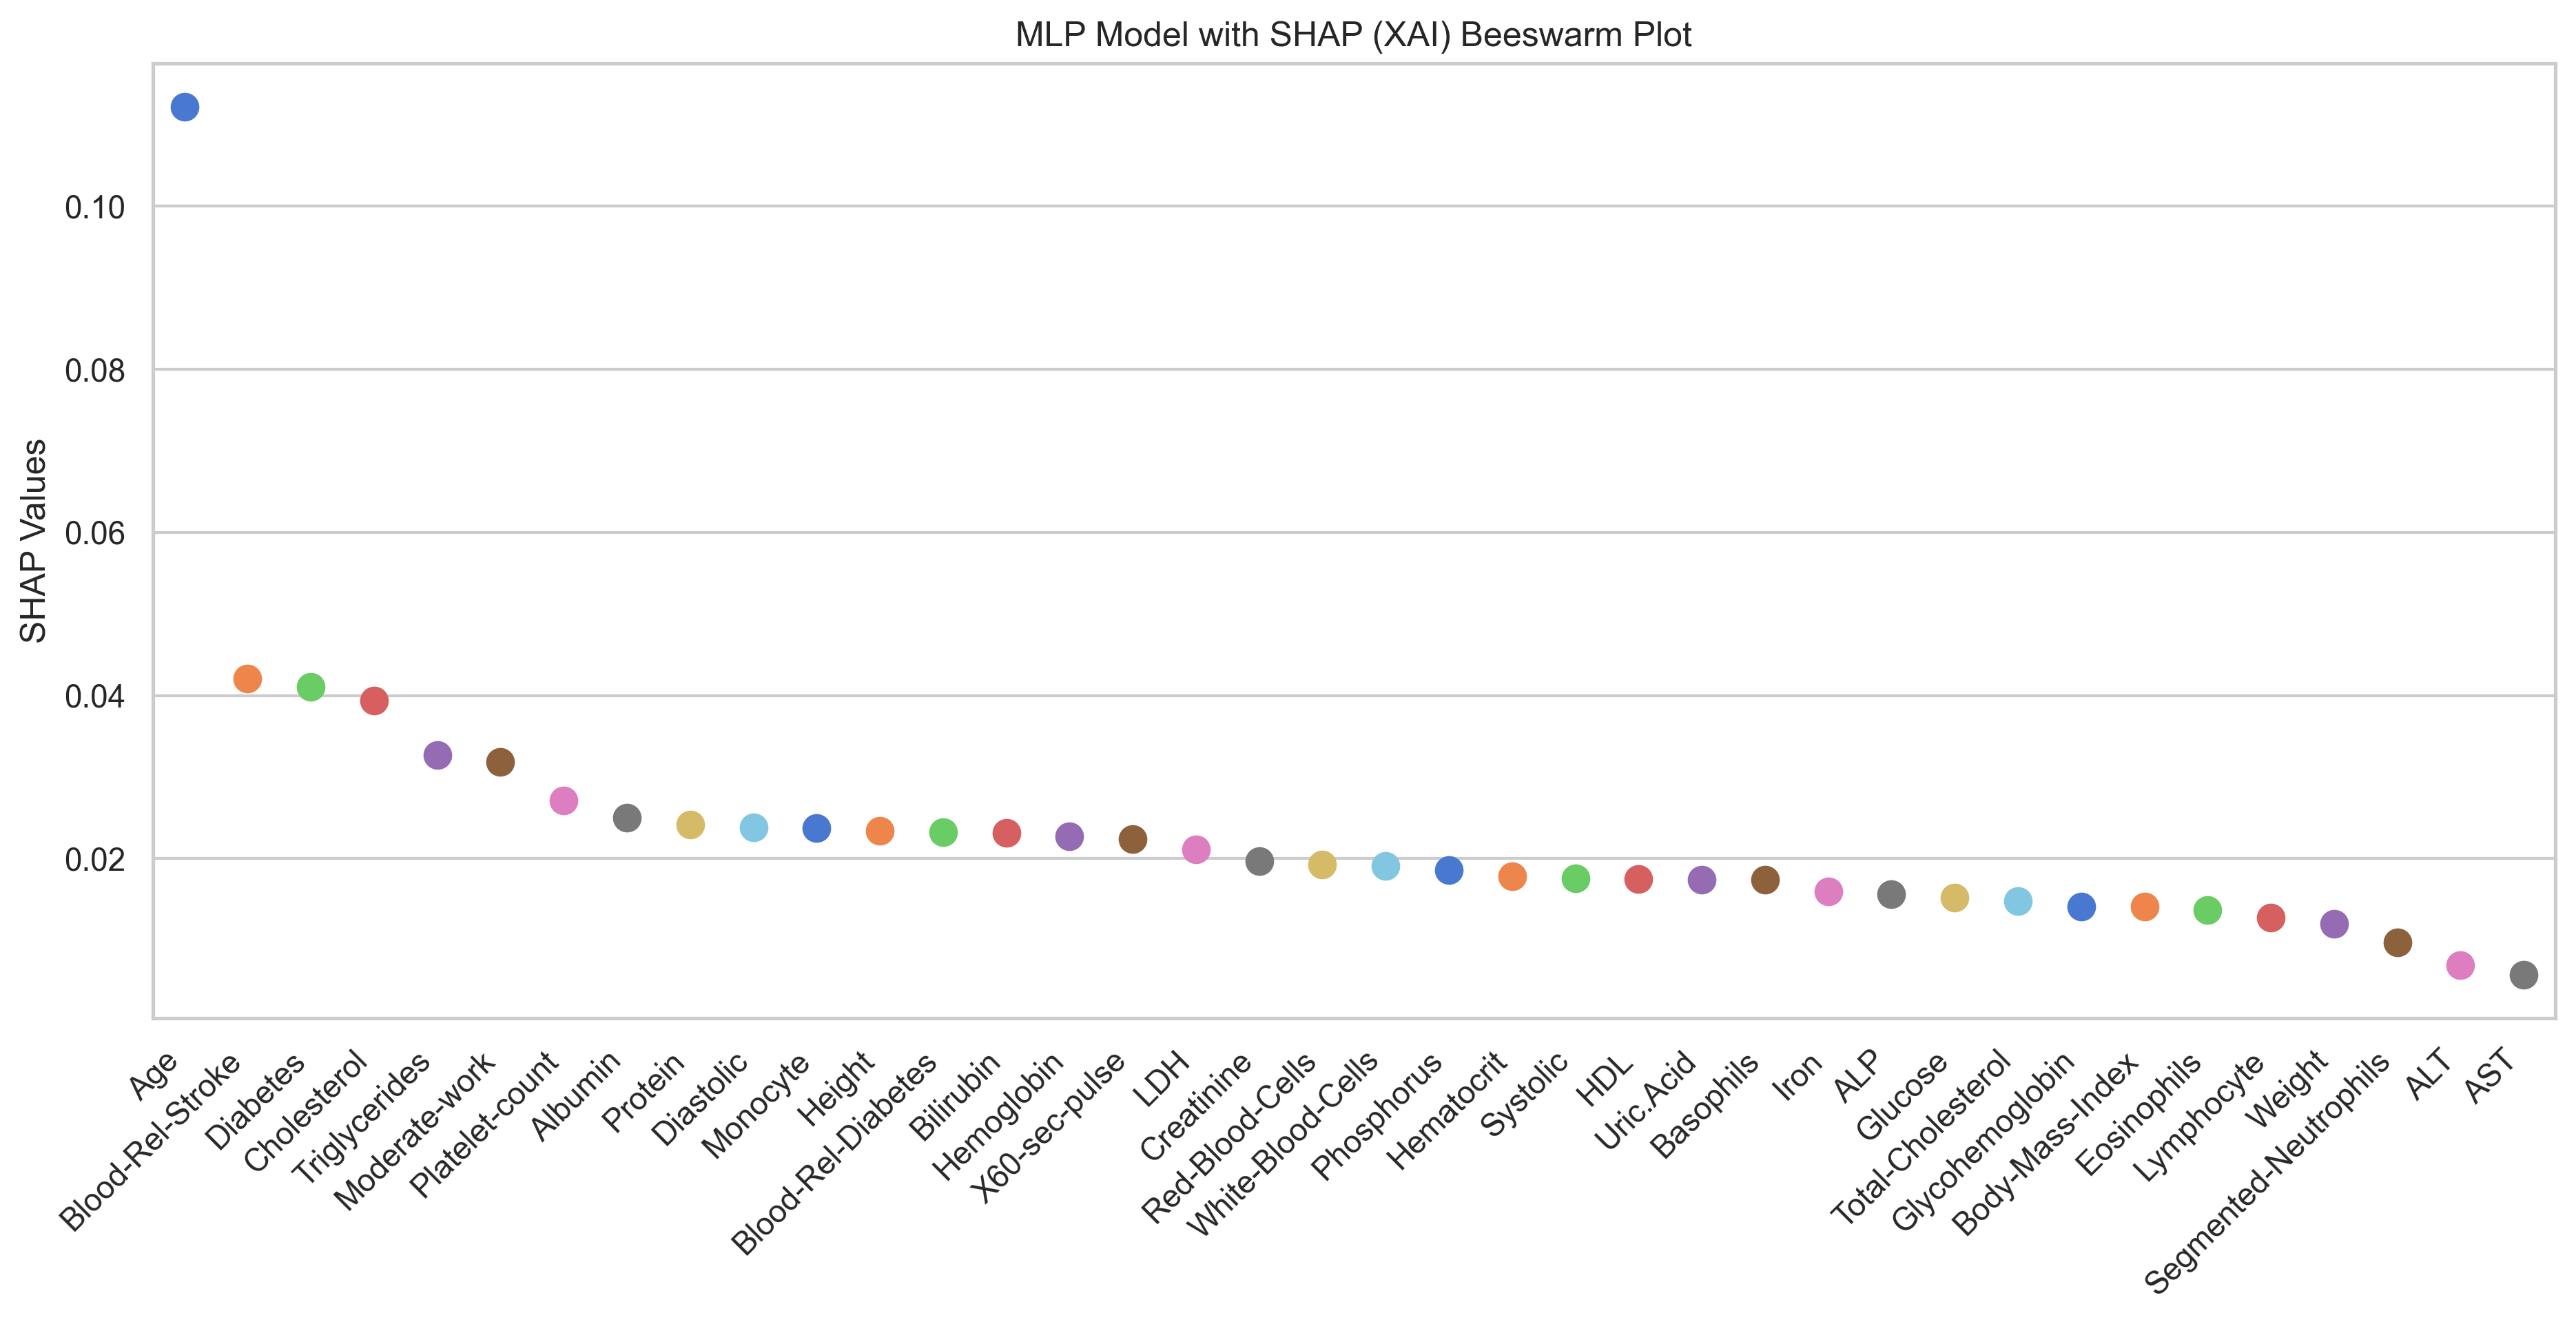 MLP Model with SHAP (XAI) Beeswarm Plot
SHAP Values
0.10
0.08
0.06
0.04
0.02
Age
Blood-Rel-Stroke
Diabetes
Cholesterol
Triglycerides
Moderate-work
Platelet-count
Albumin
Protein
Diastolic
Monocyte
Height
Blood-Rel-Diabetes
Bilirubin
Hemoglobin
X60-sec-pulse
LDH
Creatinine
Red-Blood-Cells
White-Blood-Cells
Phosphorus
Hematocrit
Systolic
HDL
Uric.Acid
Basophils
Iron
ALP
Glucose
Total-Cholesterol
Glycohemoglobin
Body-Mass-Index
Eosinophils
Lymphocyte
Weight
Segmented-Neutrophils
ALT
AST